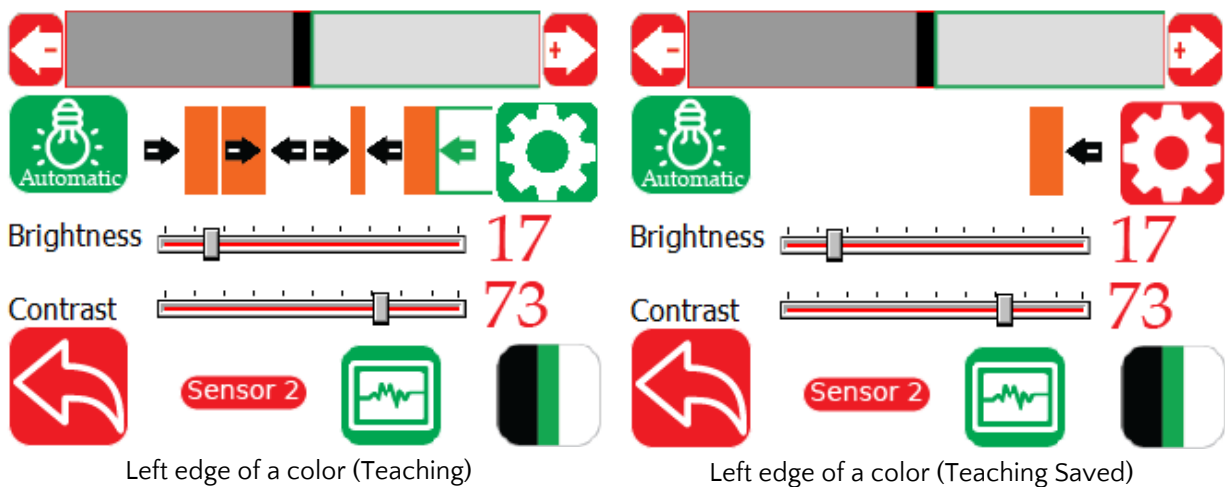 - +
- +
Automatic
Automatic
Brightness 17
Brightness 17
Contrast 73
Contrast 73
Sensor 2
Sensor 2
Left edge of a color (Teaching)
Left edge of a color (Teaching Saved)